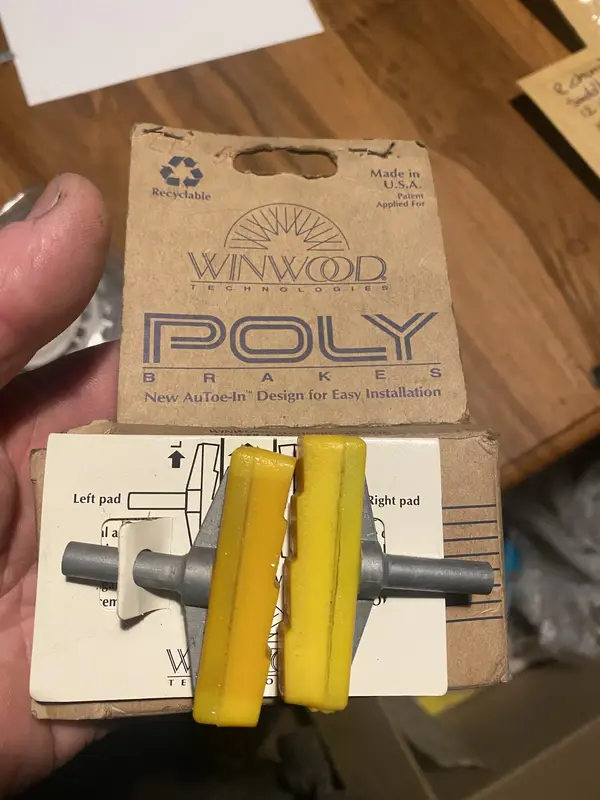 Recyclable
Made in
U.S.A.
Patent
Applied For
WINWOOD
TECHNOLOGIES
POLY
BRAKES
New AuToe-In™ Design for Easy Installation
L
Left pad
Right pad